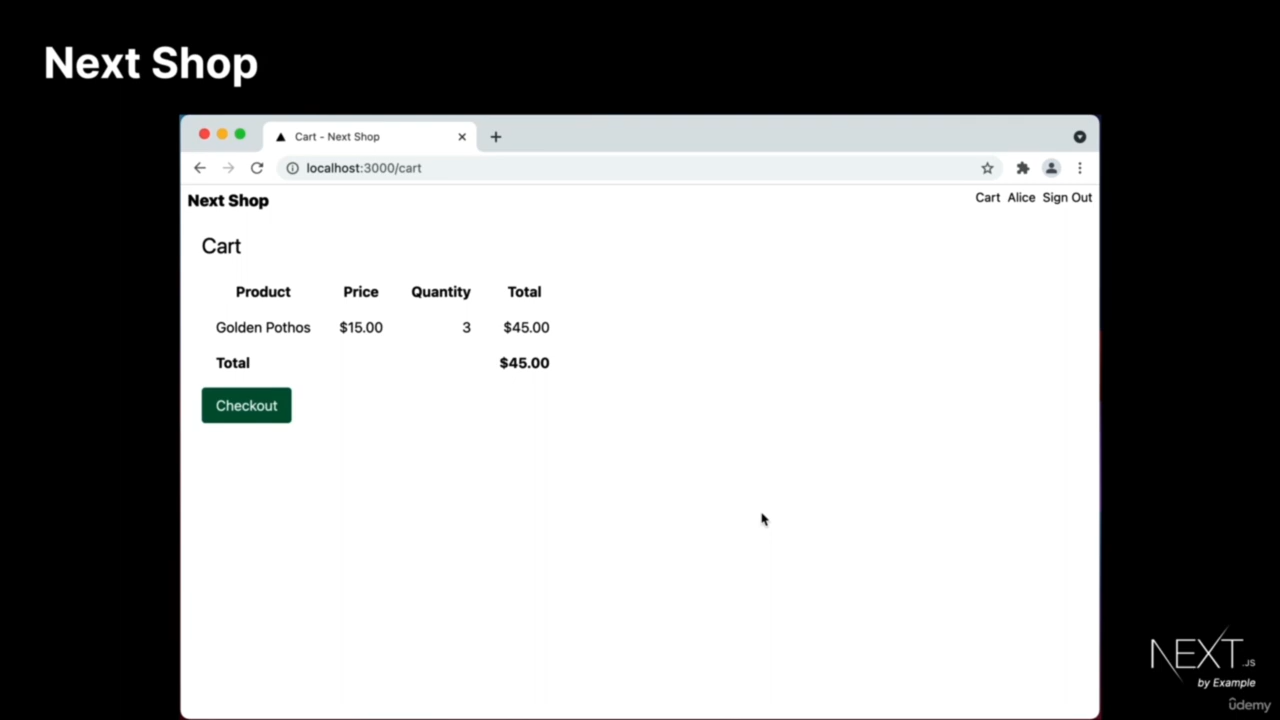 Next Shop
Cart - Next Shop
localhost:3000/cart
Next Shop
Cart Alice Sign Out
Cart
Product Price Quantity Total
Golden Pothos $15.00 3 $45.00
Total $45.00
Checkout
NEXT.JS
by Example
ûdemy